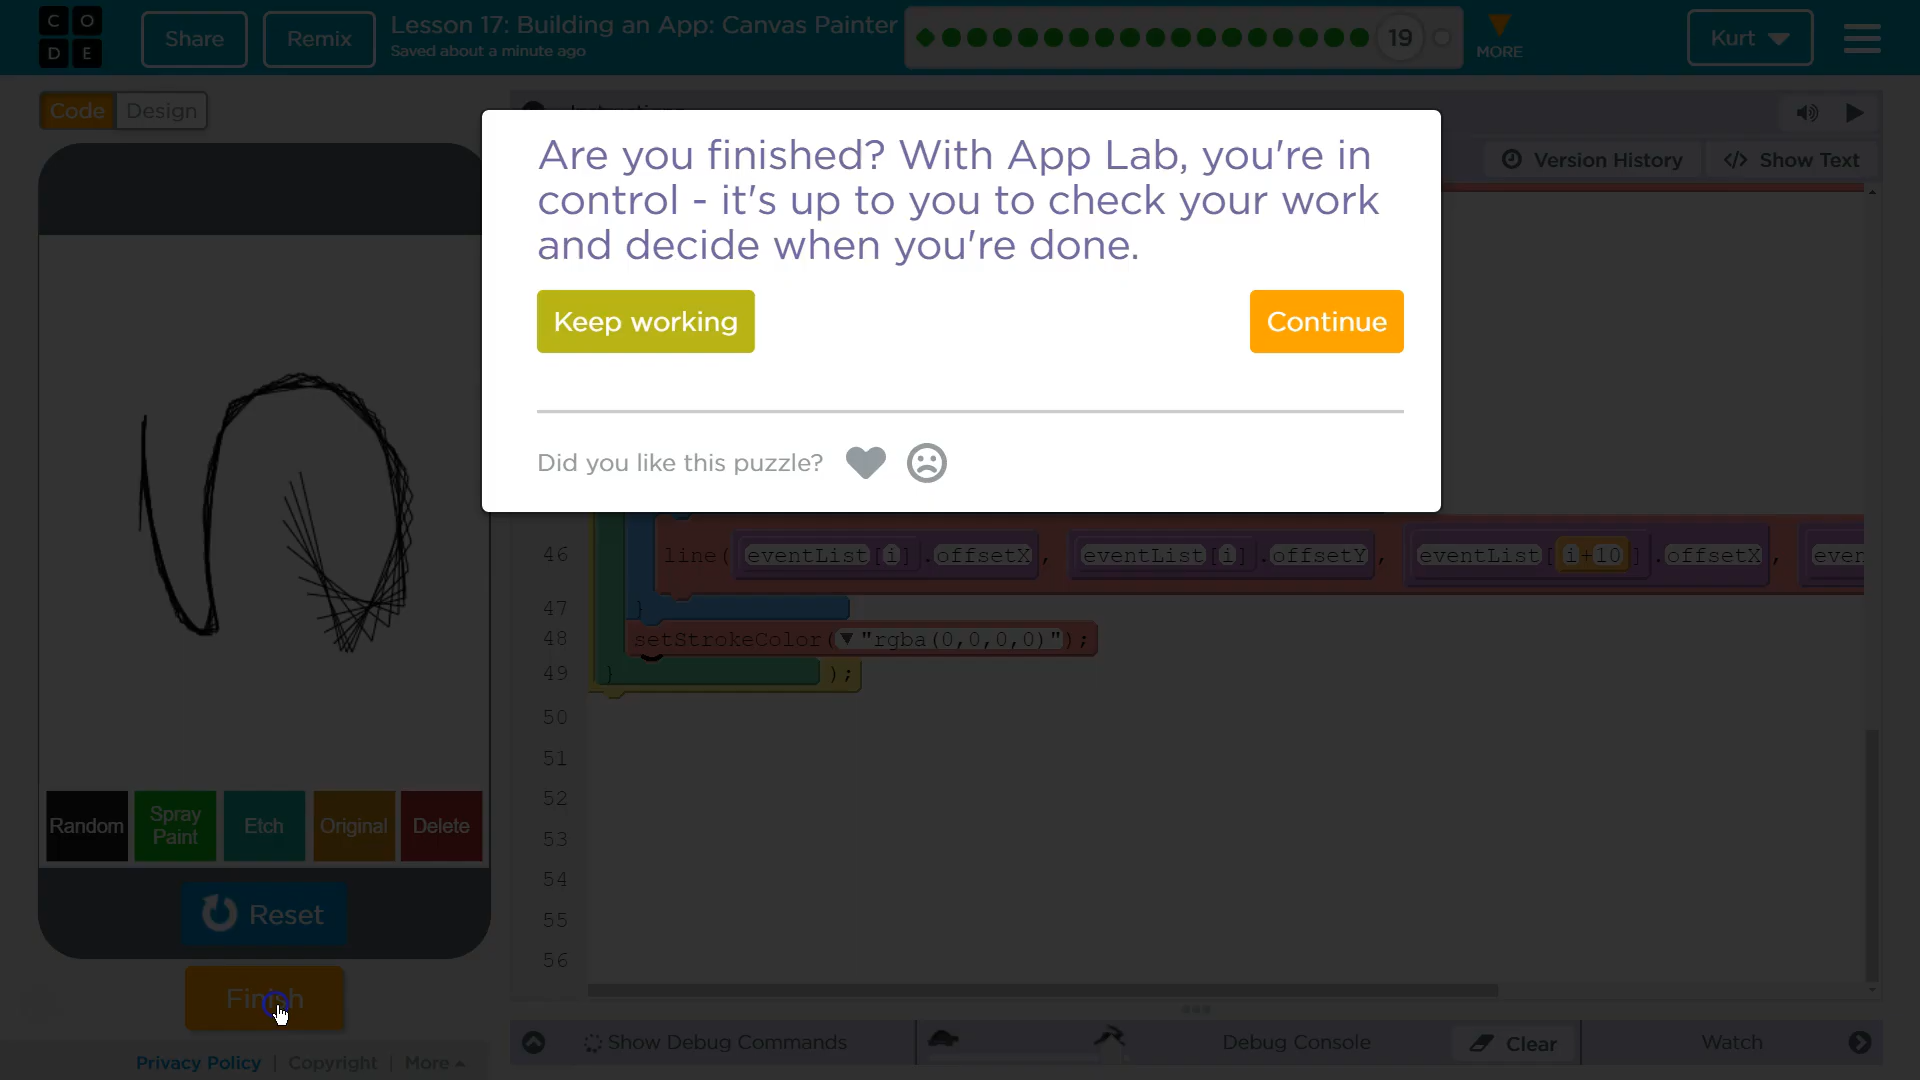 C O
D E
Share
Remix
Lesson 17: Building an App: Canvas Painter
Saved about a minute ago
19
MORE
Kurt
Code
Design
Instructions
Version History
</> Show Text
Are you finished? With App Lab, you're in
control - it's up to you to check your work
and decide when you're done.
Keep working
Continue
Did you like this puzzle?
46 line( eventList[i].offsetX, eventList[i].offsetY, eventList[i+10].offsetX, even
47 }
48 setStrokeColor(▼"rgba(0,0,0,0)");
49 } );
50
51
52
53
54
55
56
Random
Spray
Paint
Etch
Original
Delete
Reset
Finish
Show Debug Commands
Debug Console
Clear
Watch
Privacy Policy | Copyright | More